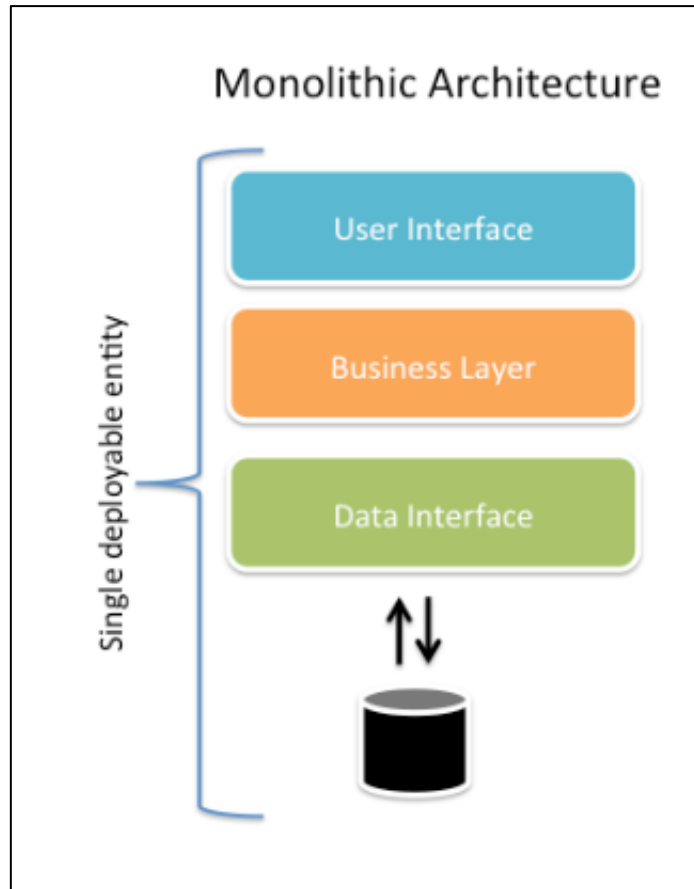 Monolithic Architecture
User Interface
Business Layer
Data Interface
Single deployable entity